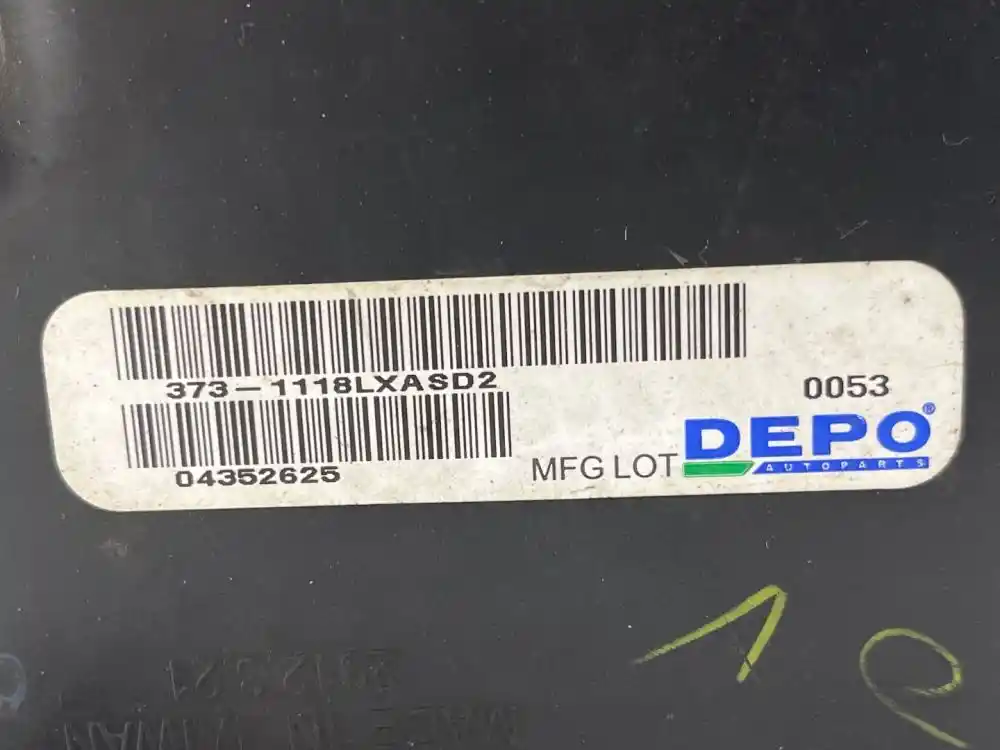 373-1118LXASD2
0053
04352625
MFG LOT
DEPO®
AUTOPARTS